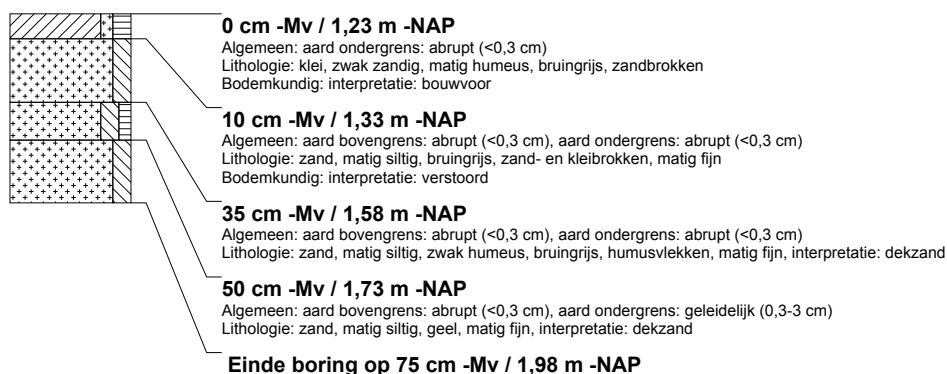 0 cm -Mv / 1,23 m -NAP
Algemeen: aard ondergrens: abrupt (<0,3 cm)
Lithologie: klei, zwak zandig, matig humeus, bruingrijs, zandbrokken
Bodemkundig: interpretatie: bouwvoor
10 cm -Mv / 1,33 m -NAP
Algemeen: aard bovengrens: abrupt (<0,3 cm), aard ondergrens: abrupt (<0,3 cm)
Lithologie: zand, matig siltig, bruingrijs, zand- en kleibrokken, matig fijn
Bodemkundig: interpretatie: verstoord
35 cm -Mv / 1,58 m -NAP
Algemeen: aard bovengrens: abrupt (<0,3 cm), aard ondergrens: abrupt (<0,3 cm)
Lithologie: zand, matig siltig, zwak humeus, bruingrijs, humusvlekken, matig fijn, interpretatie: dekzand
50 cm -Mv / 1,73 m -NAP
Algemeen: aard bovengrens: abrupt (<0,3 cm), aard ondergrens: geleidelijk (0,3-3 cm)
Lithologie: zand, matig siltig, geel, matig fijn, interpretatie: dekzand
Einde boring op 75 cm -Mv / 1,98 m -NAP